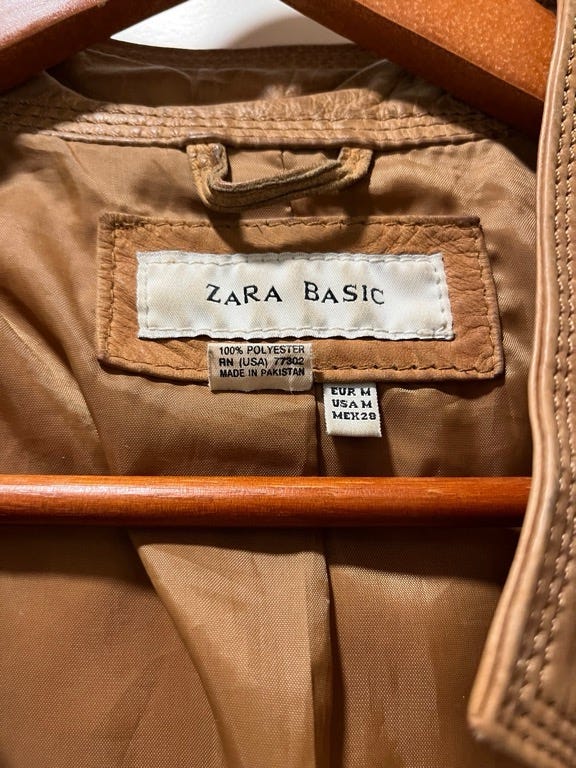 ZARA BASIC
100% POLYESTER
RN (USA) 77302
MADE IN PAKISTAN
EUR M
USA M
MEX 28